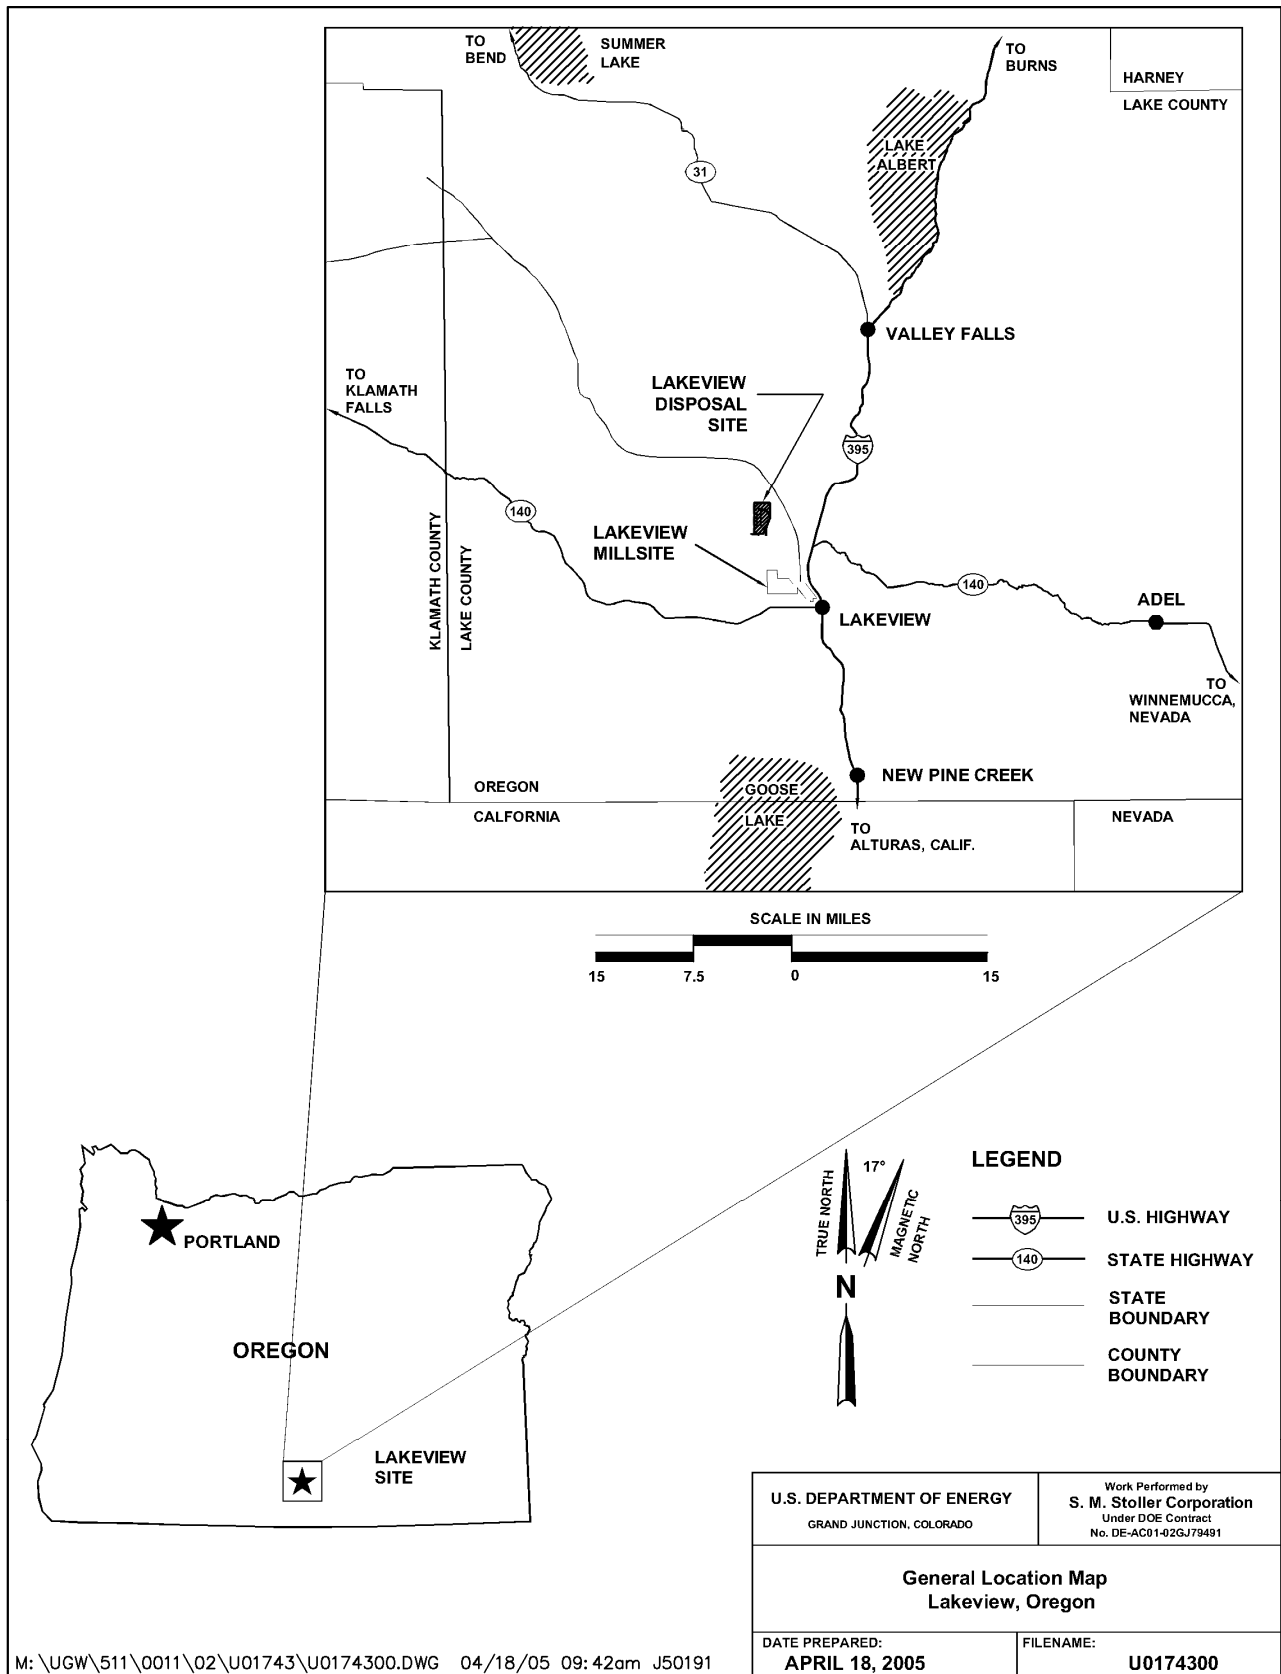 TO
BEND
SUMMER
LAKE
TO
BURNS
HARNEY
LAKE COUNTY
LAKE
ALBERT
31
VALLEY FALLS
TO
KLAMATH
FALLS
LAKEVIEW
DISPOSAL
SITE
395
140
KLAMATH COUNTY
LAKE COUNTY
LAKEVIEW
MILLSITE
140
ADEL
LAKEVIEW
TO
WINNEMUCCA,
NEVADA
NEW PINE CREEK
OREGON
CALFORNIA
GOOSE
LAKE
TO
ALTURAS, CALIF.
NEVADA
SCALE IN MILES
15 7.5 0 15
PORTLAND
OREGON
LAKEVIEW
SITE
TRUE NORTH
17°
MAGNETIC
NORTH
N
LEGEND
395 U.S. HIGHWAY
140 STATE HIGHWAY
STATE
BOUNDARY
COUNTY
BOUNDARY
U.S. DEPARTMENT OF ENERGY
GRAND JUNCTION, COLORADO
Work Performed by
S. M. Stoller Corporation
Under DOE Contract
No. DE-AC01-02GJ79491
General Location Map
Lakeview, Oregon
DATE PREPARED:
APRIL 18, 2005
FILENAME:
U0174300
M: \UGW\511\0011\02\U01743\U0174300.DWG 04/18/05 09:42am J50191